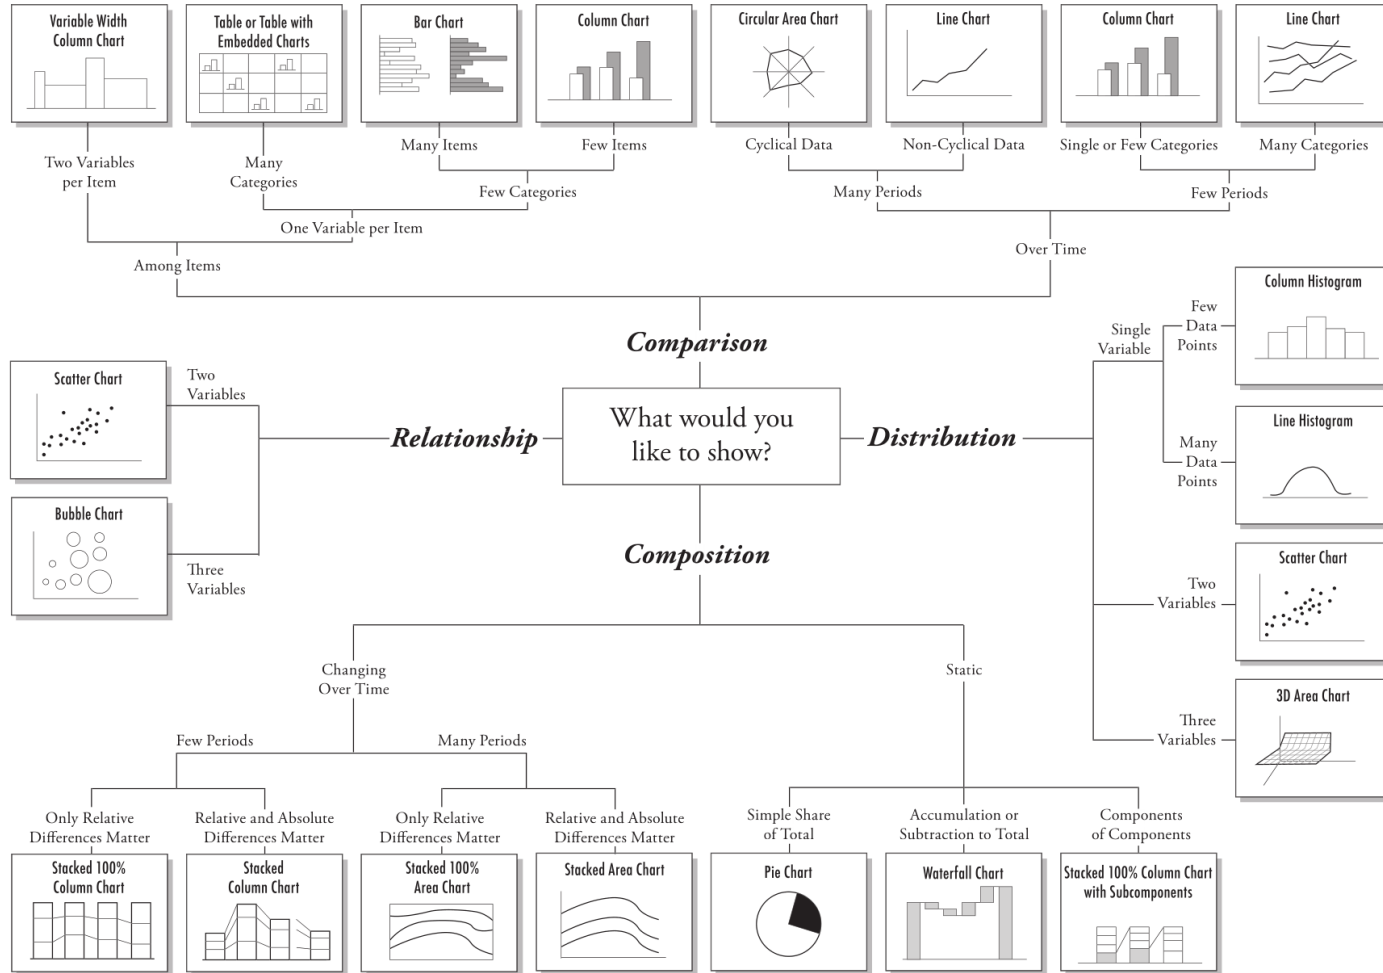 Variable Width
Column Chart
Table or Table with
Embedded Charts
Bar Chart
Column Chart
Circular Area Chart
Line Chart
Column Chart
Line Chart
Two Variables
per Item
Many
Categories
Many Items
Few Items
Cyclical Data
Non-Cyclical Data
Single or Few Categories
Many Categories
Few Categories
Many Periods
Few Periods
One Variable per Item
Over Time
Among Items
Comparison
Column Histogram
Few
Data
Points
Single
Variable
Scatter Chart
Two
Variables
Relationship
What would you
like to show?
Distribution
Line Histogram
Many
Data
Points
Bubble Chart
Three
Variables
Composition
Scatter Chart
Two
Variables
3D Area Chart
Three
Variables
Changing
Over Time
Static
Few Periods
Many Periods
Only Relative
Differences Matter
Relative and Absolute
Differences Matter
Only Relative
Differences Matter
Relative and Absolute
Differences Matter
Simple Share
of Total
Accumulation or
Subtraction to Total
Components
of Components
Stacked 100%
Column Chart
Stacked
Column Chart
Stacked 100%
Area Chart
Stacked Area Chart
Pie Chart
Waterfall Chart
Stacked 100% Column Chart
with Subcomponents